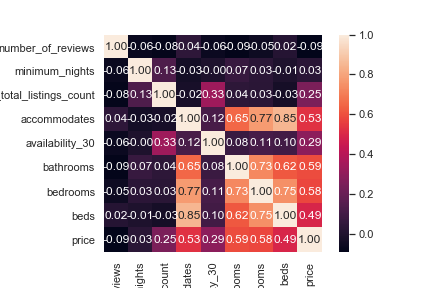 number_of_reviews 1.00 -0.06 -0.08 0.04 -0.06 -0.09 -0.05 0.02 -0.09
minimum_nights -0.06 1.00 0.13 -0.03 -0.00 0.07 0.03 -0.01 0.03
_total_listings_count -0.08 0.13 1.00 -0.02 0.33 0.04 0.03 -0.03 0.25
accommodates 0.04 -0.03 -0.02 1.00 0.12 0.65 0.77 0.85 0.53
availability_30 -0.06 -0.00 0.33 0.12 1.00 0.08 0.11 0.10 0.29
bathrooms -0.09 0.07 0.04 0.65 0.08 1.00 0.73 0.62 0.59
bedrooms -0.05 0.03 0.03 0.77 0.11 0.73 1.00 0.75 0.58
beds 0.02 -0.01 -0.03 0.85 0.10 0.62 0.75 1.00 0.49
price -0.09 0.03 0.25 0.53 0.29 0.59 0.58 0.49 1.00
views
nights
count
dates
ty_30
ooms
ooms
beds
price
1.0
0.8
0.6
0.4
0.2
0.0